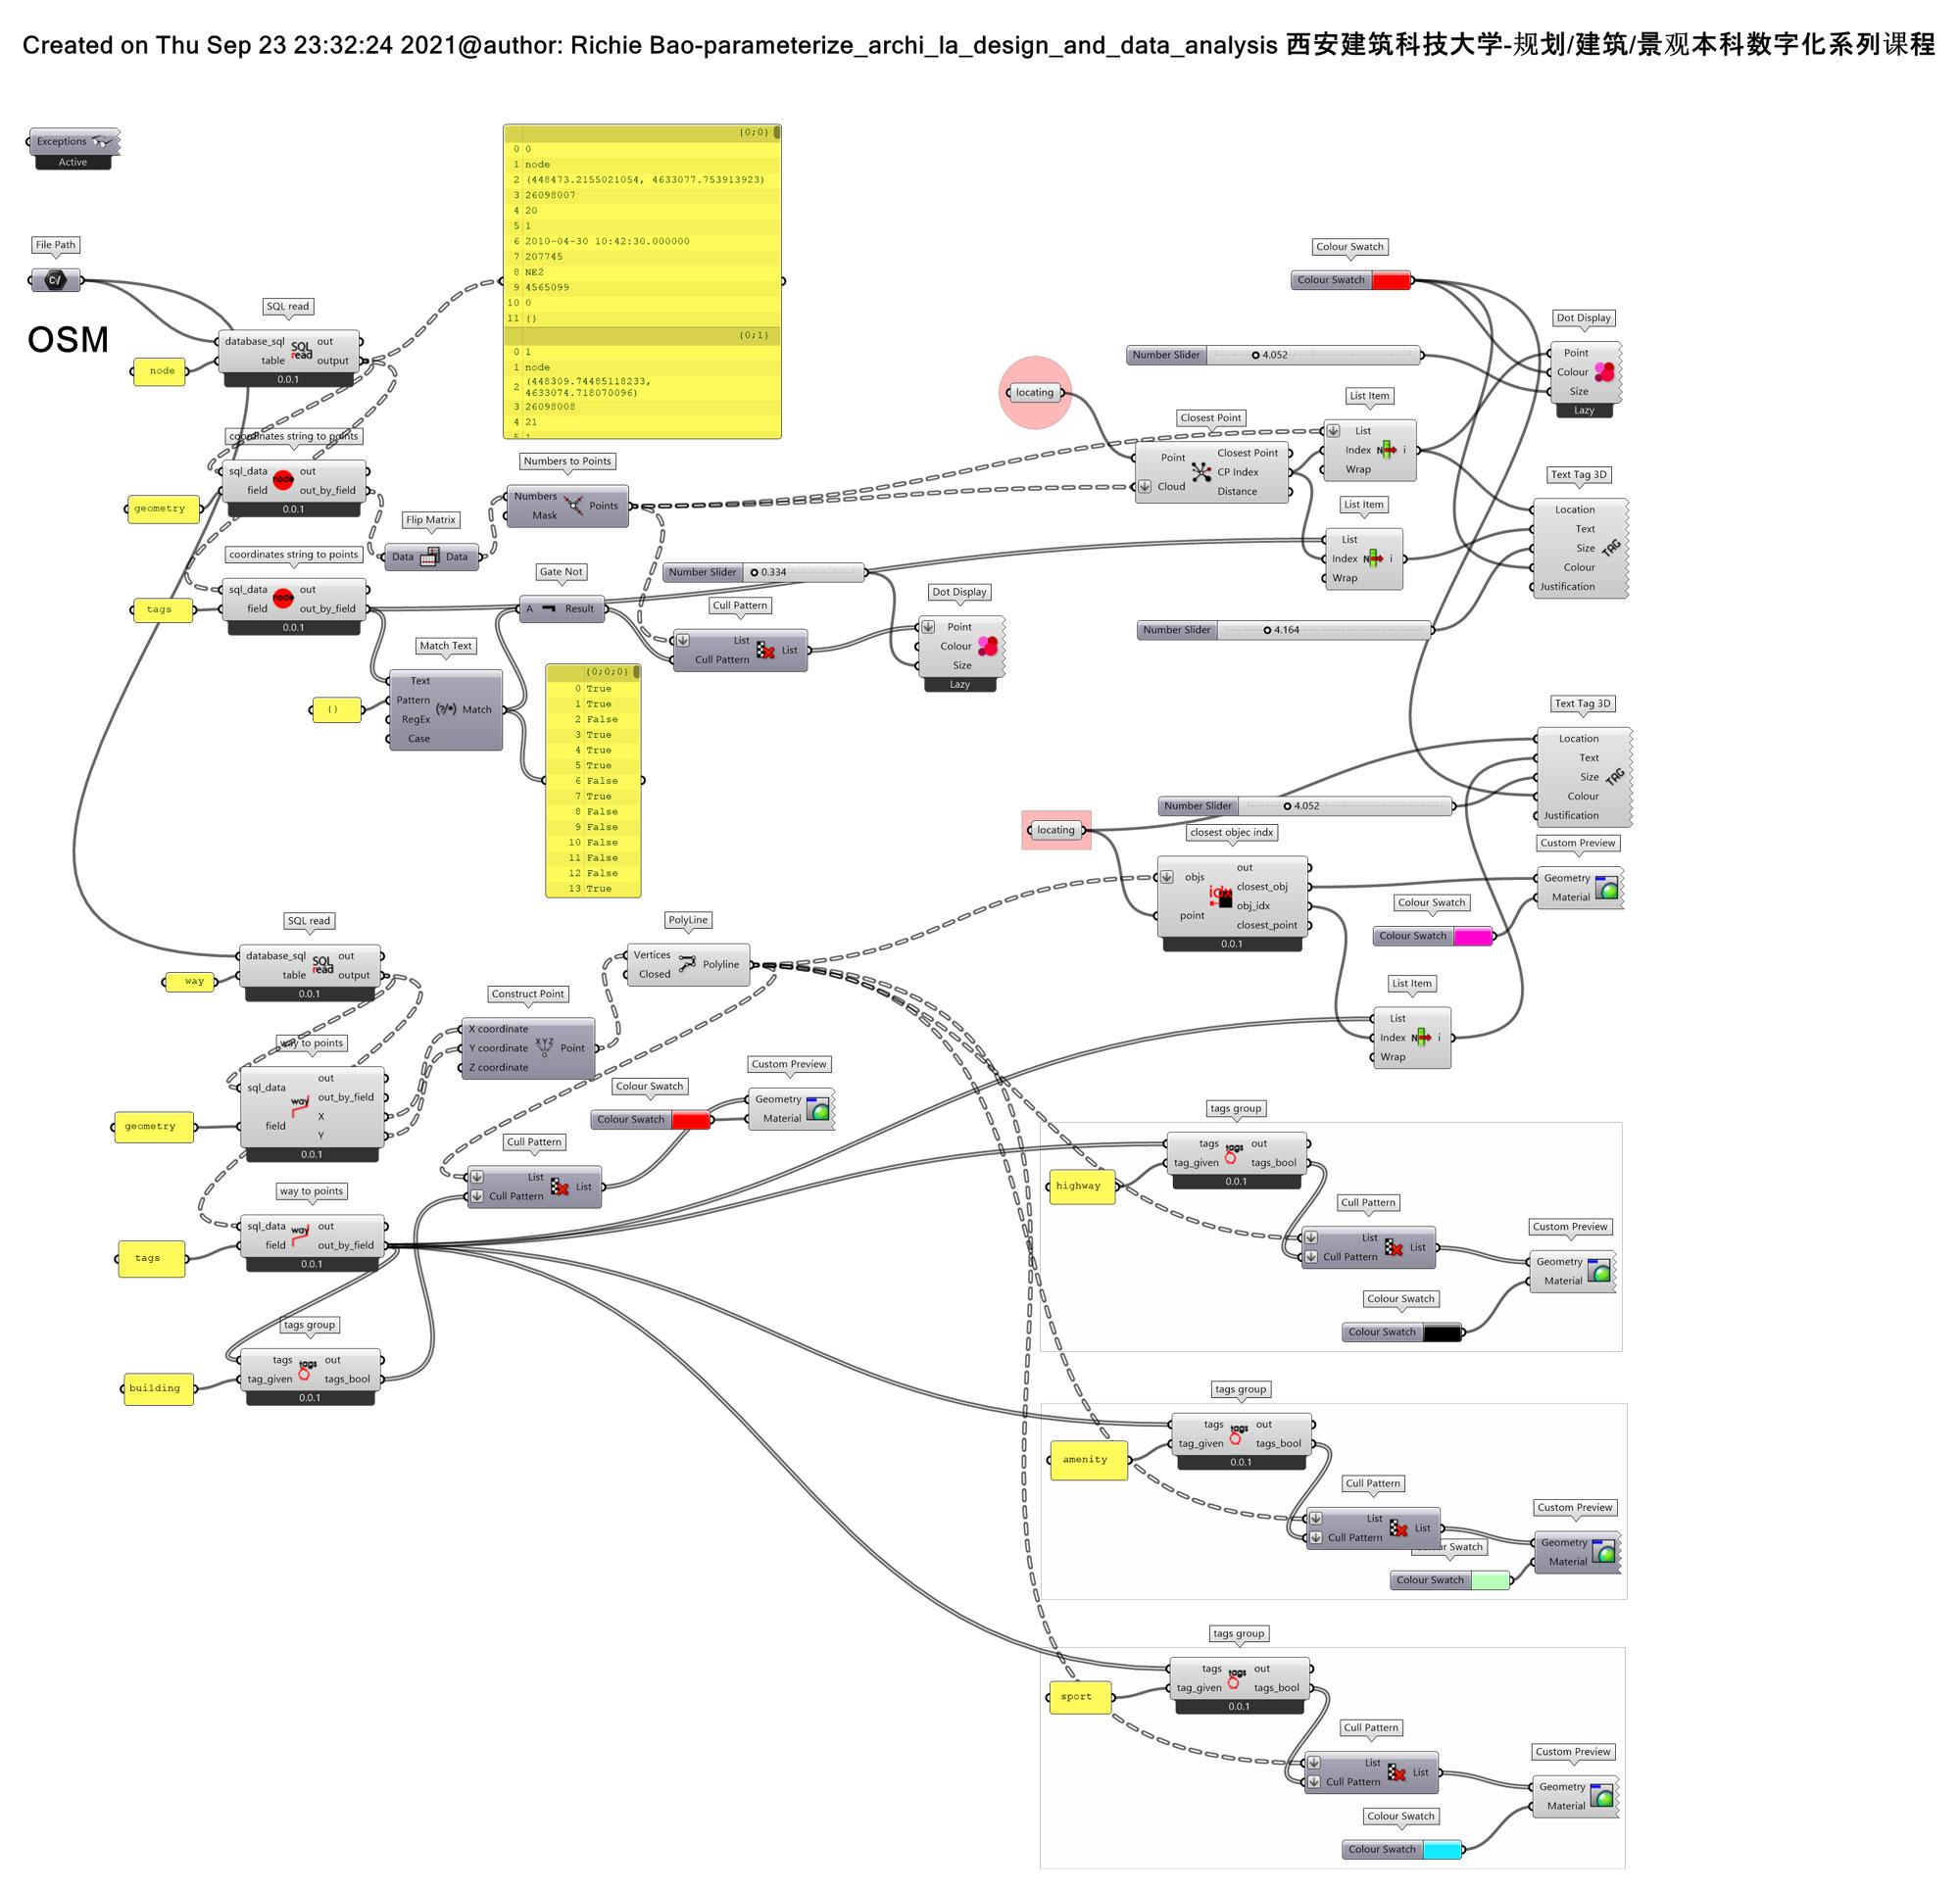 Created on Thu Sep 23 23:32:24 2021@author: Richie Bao-parameterize_archi_la_design_and_data_analysis 西安建筑科技大学-规划/建筑/景观本科数字化系列课程
Exceptions
Active
File Path
C/
OSM
SQL read
database_sql
table
SQL
read
out
output
0.0.1
node
{0;0}
0 0
1 node
2 (448473.2155021054, 4633077.753913923)
3 26098007
4 20
5 1
6 2010-04-30 10:42:30.000000
7 207745
8 NE2
9 4565099
10 0
11 {}
{0;1}
0 1
1 node
2 (448309.74485118233,
4633074.718070096)
3 26098008
4 21
5 1
coordinates string to points
sql_data
field
node
out
out_by_field
0.0.1
geometry
Flip Matrix
Data
Data
Numbers to Points
Numbers
Mask
Points
coordinates string to points
sql_data
field
node
out
out_by_field
0.0.1
tags
Gate Not
A
Result
Number Slider
0.334
Cull Pattern
List
Cull Pattern
List
Dot Display
Point
Colour
Size
Lazy
Match Text
Text
Pattern
RegEx
Case
(?/*)
Match
{}
{0;0;0}
0 True
1 True
2 False
3 True
4 True
5 True
6 False
7 True
8 False
9 False
10 False
11 False
12 False
13 True
Colour Swatch
Colour Swatch
Number Slider
4.052
Dot Display
Point
Colour
Size
Lazy
locating
Closest Point
Point
Cloud
Closest Point
CP Index
Distance
List Item
List
Index
Wrap
N
i
List Item
List
Index
Wrap
N
i
Text Tag 3D
Location
Text
Size
Colour
Justification
TAG
Number Slider
4.164
Text Tag 3D
Location
Text
Size
Colour
Justification
TAG
Number Slider
4.052
locating
closest objec indx
objs
point
idx
out
closest_obj
obj_idx
closest_point
0.0.1
Custom Preview
Geometry
Material
Colour Swatch
Colour Swatch
List Item
List
Index
Wrap
N
i
SQL read
database_sql
table
SQL
read
out
output
0.0.1
way
PolyLine
Vertices
Closed
Polyline
Construct Point
X coordinate
Y coordinate
Z coordinate
XYZ
Point
way to points
sql_data
field
way
out
out_by_field
X
Y
0.0.1
geometry
Colour Swatch
Colour Swatch
Custom Preview
Geometry
Material
Cull Pattern
List
Cull Pattern
List
way to points
sql_data
field
way
out
out_by_field
0.0.1
tags
tags group
tags
tag_given
tags
out
tags_bool
0.0.1
building
tags group
tags
tag_given
tags
out
tags_bool
0.0.1
highway
Cull Pattern
List
Cull Pattern
List
Custom Preview
Geometry
Material
Colour Swatch
Colour Swatch
tags group
tags
tag_given
tags
out
tags_bool
0.0.1
amenity
Cull Pattern
List
Cull Pattern
List
Custom Preview
Geometry
Material
Swatch
Colour Swatch
tags group
tags
tag_given
tags
out
tags_bool
0.0.1
sport
Cull Pattern
List
Cull Pattern
List
Custom Preview
Geometry
Material
Colour Swatch
Colour Swatch